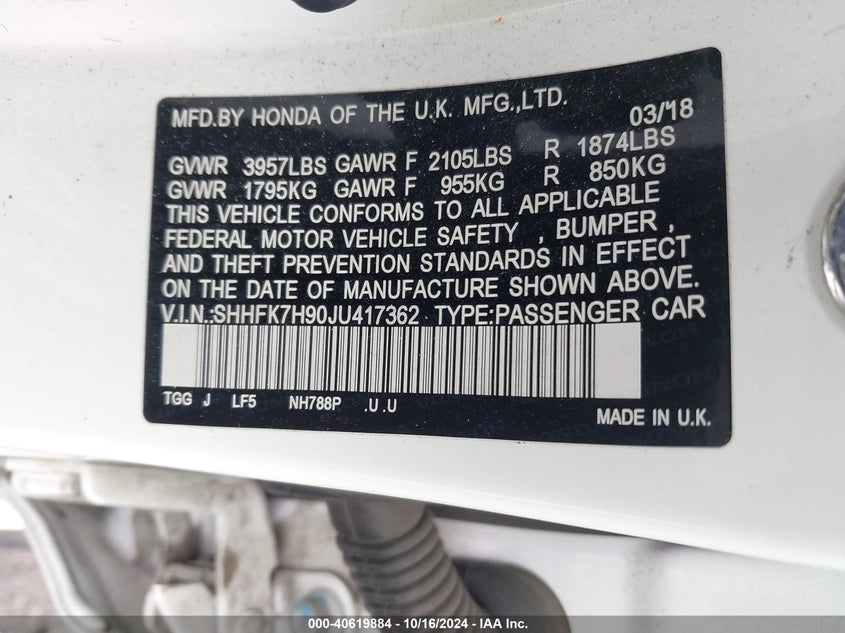 MFD.BY HONDA OF THE U.K. MFG.,LTD. 03/'18
GVWR 3957LBS GAWR F 2105LBS R 1874LBS
GVWR 1795KG GAWR F 955KG R 850KG
THIS VEHICLE CONFORMS TO ALL APPLICABLE
FEDERAL MOTOR VEHICLE SAFETY , BUMPER ,
AND THEFT PREVENTION STANDARDS IN EFFECT
ON THE DATE OF MANUFACTURE SHOWN ABOVE.
V.I.N.:SHHFK7H90JU417362 TYPE:PASSENGER CAR
TGG J LF5 NH788P .U .U MADE IN U.K.
000-40619884 - 10/16/2024 - IAA Inc.